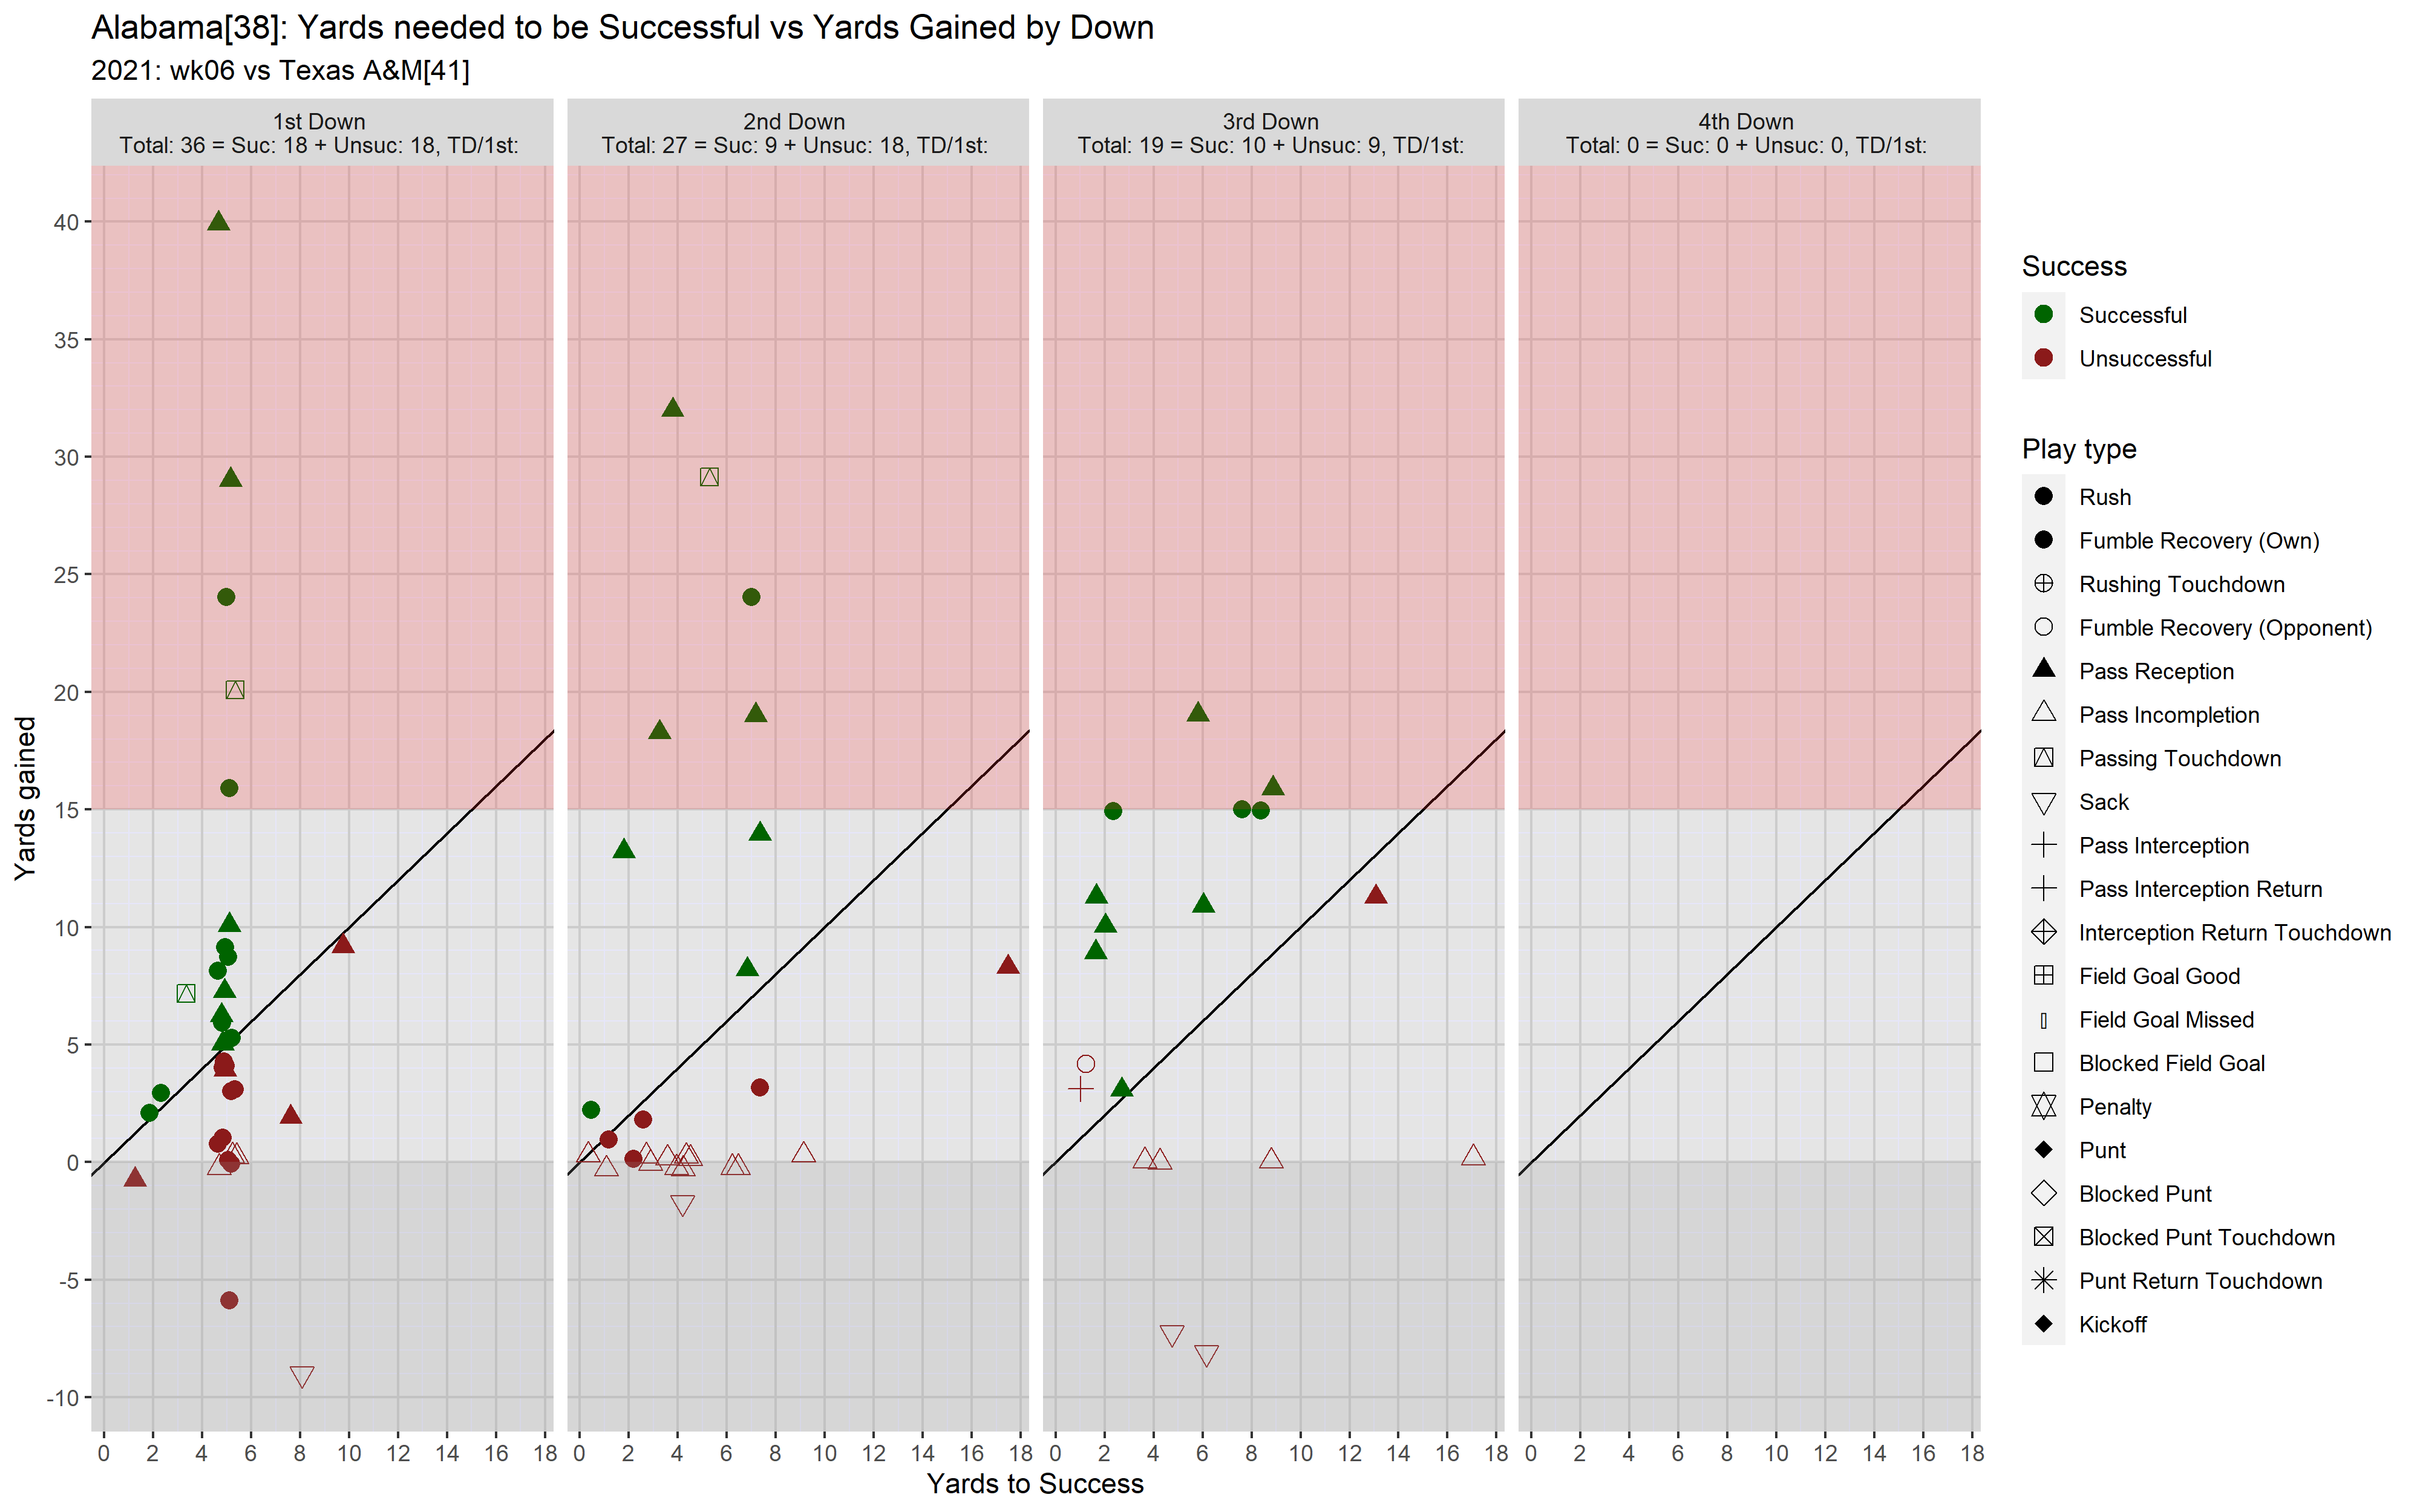 Alabama[38]: Yards needed to be Successful vs Yards Gained by Down
2021: wk06 vs Texas A&M[41]
1st Down
Total: 36 = Suc: 18 + Unsuc: 18, TD/1st:
2nd Down
Total: 27 = Suc: 9 + Unsuc: 18, TD/1st:
3rd Down
Total: 19 = Suc: 10 + Unsuc: 9, TD/1st:
4th Down
Total: 0 = Suc: 0 + Unsuc: 0, TD/1st:
Yards gained
40
35
30
25
20
15
10
5
0
-5
-10
0 2 4 6 8 10 12 14 16 18
0 2 4 6 8 10 12 14 16 18
0 2 4 6 8 10 12 14 16 18
0 2 4 6 8 10 12 14 16 18
Yards to Success
Success
Successful
Unsuccessful
Play type
Rush
Fumble Recovery (Own)
Rushing Touchdown
Fumble Recovery (Opponent)
Pass Reception
Pass Incompletion
Passing Touchdown
Sack
Pass Interception
Pass Interception Return
Interception Return Touchdown
Field Goal Good
Field Goal Missed
Blocked Field Goal
Penalty
Punt
Blocked Punt
Blocked Punt Touchdown
Punt Return Touchdown
Kickoff